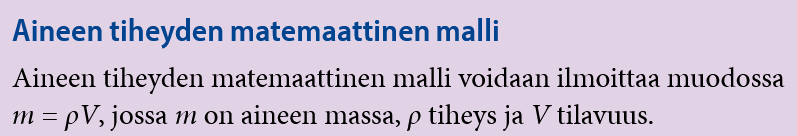 Aineen tiheyden matemaattinen malli
Aineen tiheyden matemaattinen malli voidaan ilmoittaa muodossa
m = ρV, jossa m on aineen massa, ρ tiheys ja V tilavuus.